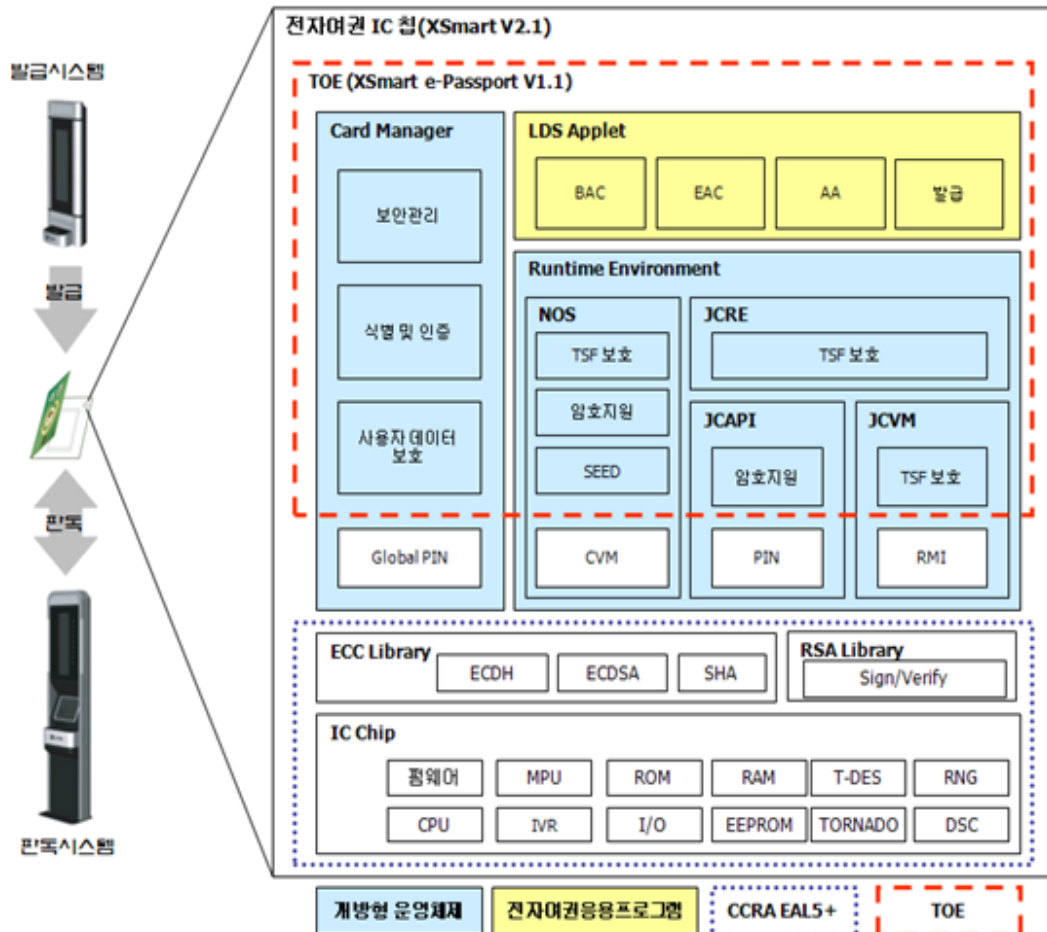 전자여권 IC 칩(XSmart V2.1)
발급시스템
발급
판독
판독시스템
TOE (XSmart e-Passport V1.1)
Card Manager
보안관리
식별 및 인증
사용자 데이터
보호
Global PIN
LDS Applet
BAC
EAC
AA
발급
Runtime Environment
NOS
TSF 보호
암호지원
SEED
CVM
JCRE
TSF 보호
JCAPI
암호지원
PIN
JCVM
TSF 보호
RMI
ECC Library
ECDH
ECDSA
SHA
RSA Library
Sign/Verify
IC Chip
펌웨어
MPU
ROM
RAM
T-DES
RNG
CPU
IVR
I/O
EEPROM
TORNADO
DSC
개방형 운영체제
전자여권응용프로그램
CCRA EAL5+
TOE